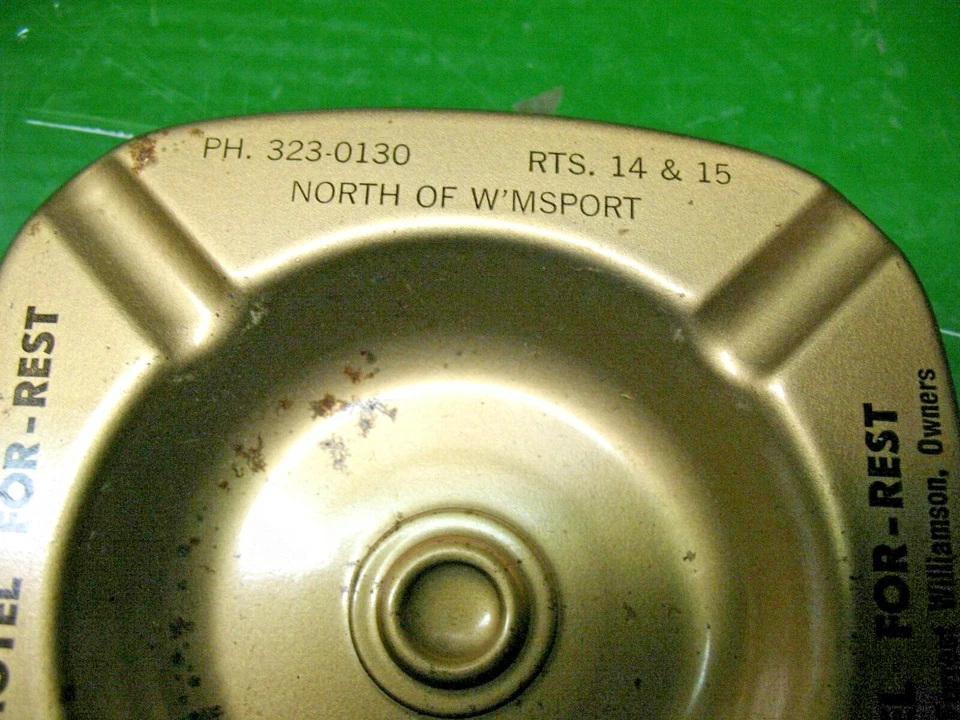 PH. 323-0130 RTS. 14 & 15
NORTH OF W'MSPORT
FOR-REST
FOR-REST
Williamson, Owners